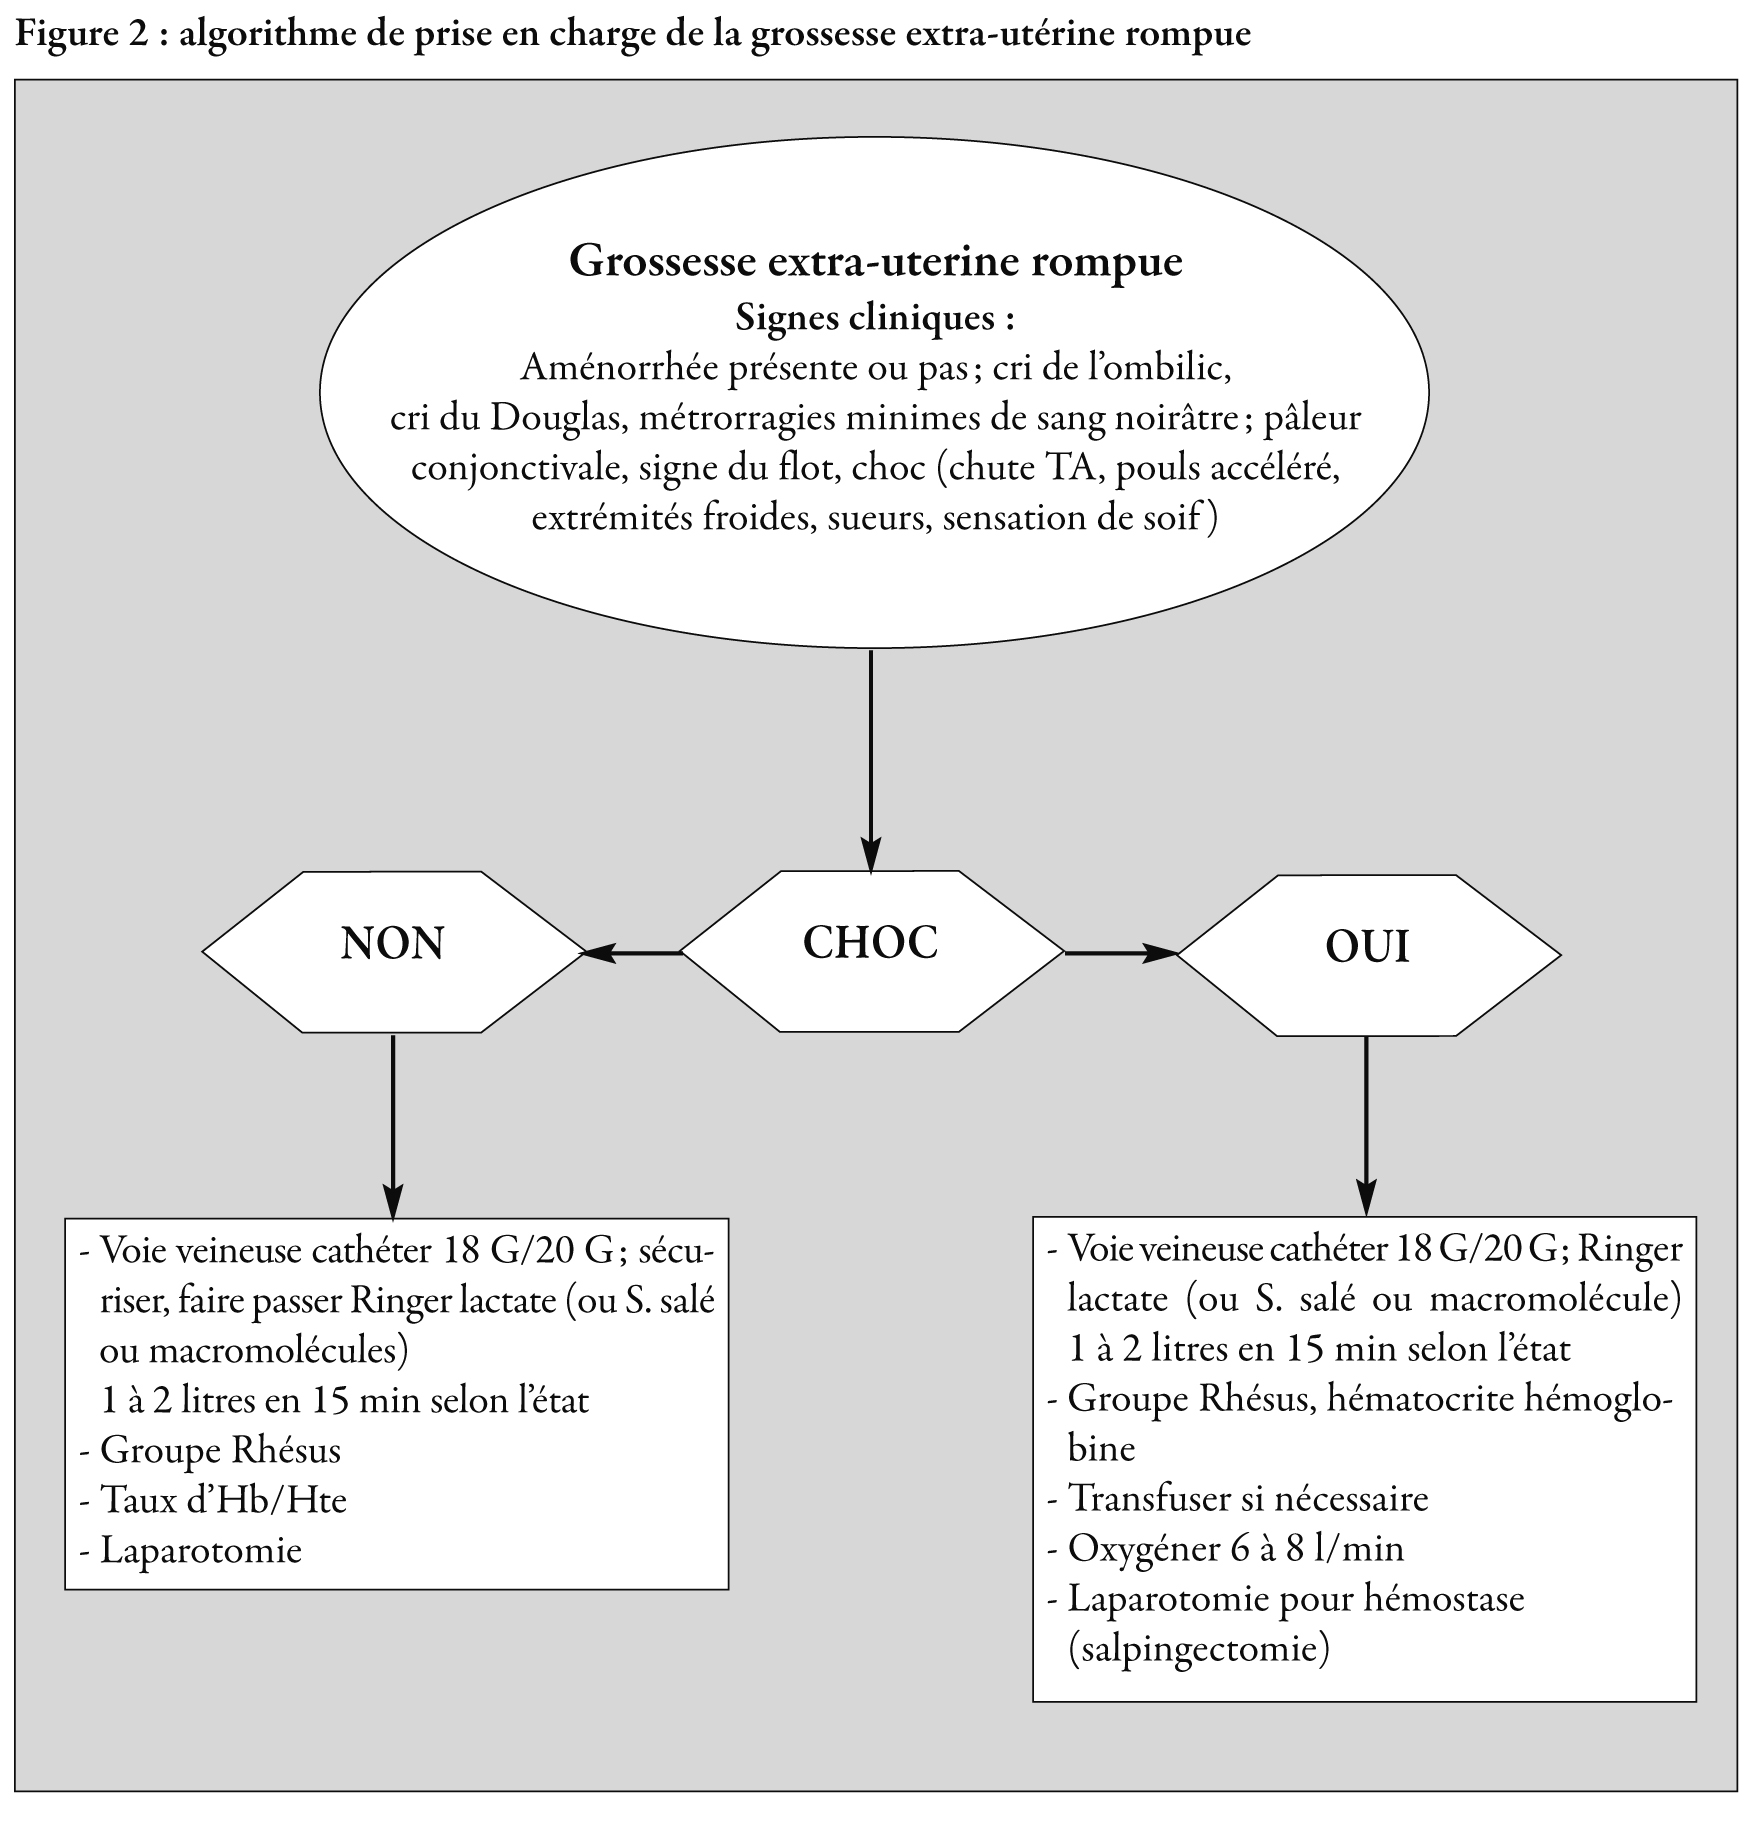 Figure 2 : algorithme de prise en charge de la grossesse extra-utérine rompue
Grossesse extra-uterine rompue
Signes cliniques :
Aménorrhée présente ou pas ; cri de l’ombilic,
cri du Douglas, métrorragies minimes de sang noirâtre ; pâleur
conjonctivale, signe du flot, choc (chute TA, pouls accéléré,
extrémités froides, sueurs, sensation de soif)
NON
CHOC
OUI
- Voie veineuse cathéter 18 G/20 G ; sécu-
riser, faire passer Ringer lactate (ou S. salé
ou macromolécules)
1 à 2 litres en 15 min selon l’état
- Groupe Rhésus
- Taux d’Hb/Hte
- Laparotomie
- Voie veineuse cathéter 18 G/20 G ; Ringer
lactate (ou S. salé ou macromolécule)
1 à 2 litres en 15 min selon l’état
- Groupe Rhésus, hématocrite hémoglo-
bine
- Transfuser si nécessaire
- Oxygéner 6 à 8 l/min
- Laparotomie pour hémostase
(salpingectomie)